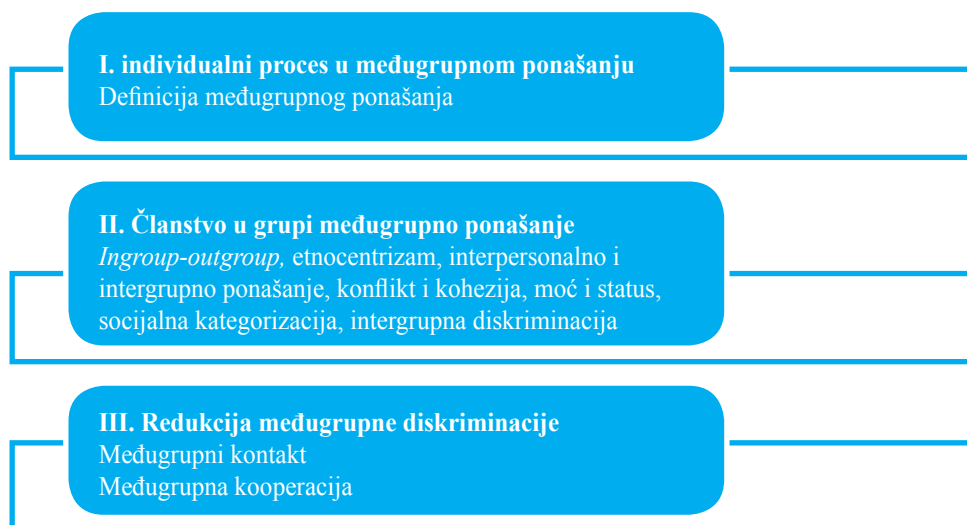 I. individualni proces u međugrupnom ponašanju
Definicija međugrupnog ponašanja
II. Članstvo u grupi međugrupno ponašanje
Ingroup-outgroup, etnocentrizam, interpersonalno i
intergrupno ponašanje, konflikt i kohezija, moć i status,
socijalna kategorizacija, intergrupna diskriminacija
III. Redukcija međugrupne diskriminacije
Međugrupni kontakt
Međugrupna kooperacija